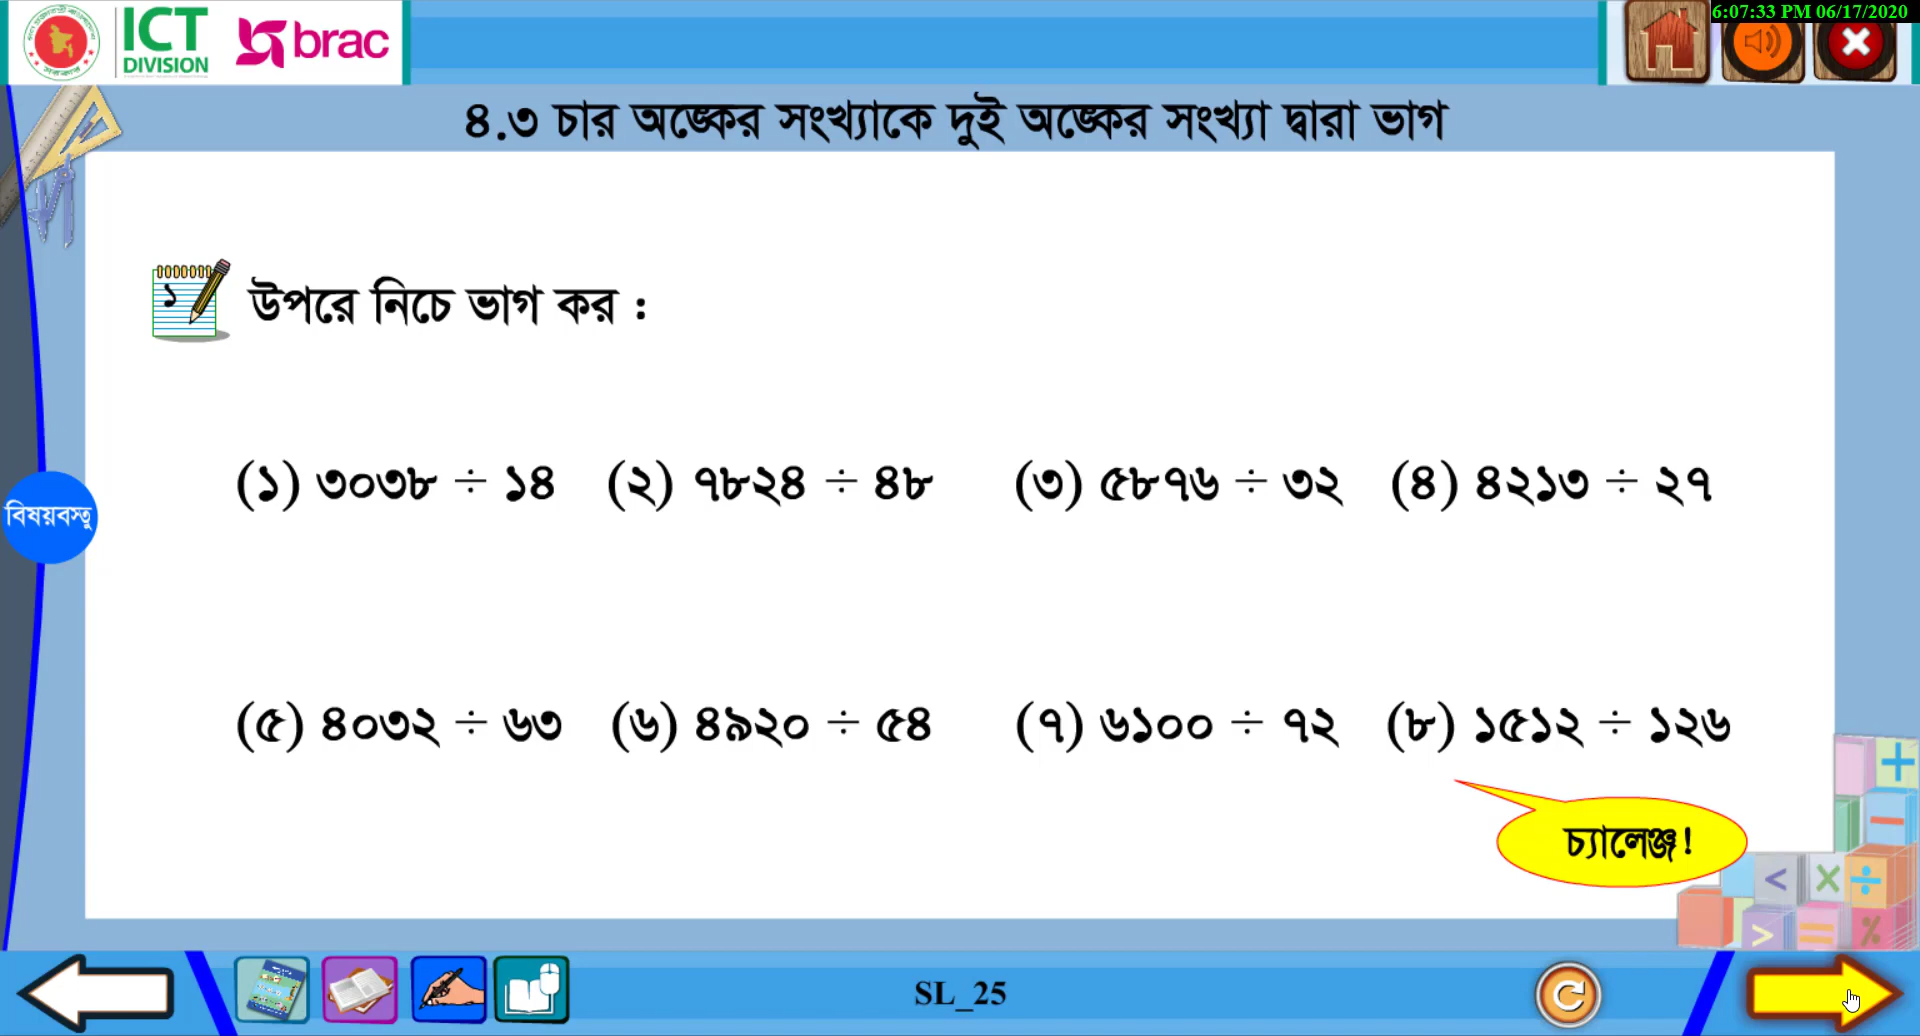 ICT
DIVISION
brac
6:07:33 PM 06/17/2020
৪.৩ চার অঙ্কের সংখ্যাকে দুই অঙ্কের সংখ্যা দ্বারা ভাগ
১
উপরে নিচে ভাগ কর :
(১) ৩০৩৮ ÷ ১৪ (২) ৭৮২৪ ÷ ৪৮ (৩) ৫৮৭৬ ÷ ৩২ (৪) ৪২১৩ ÷ ২৭
বিষয়বস্তু
(৫) ৪০৩২ ÷ ৬৩ (৬) ৪৯২০ ÷ ৫৪ (৭) ৬১০০ ÷ ৭২ (৮) ১৫১২ ÷ ১২৬
চ্যালেঞ্জ!
+
−
< × ÷
> = %
SL_25